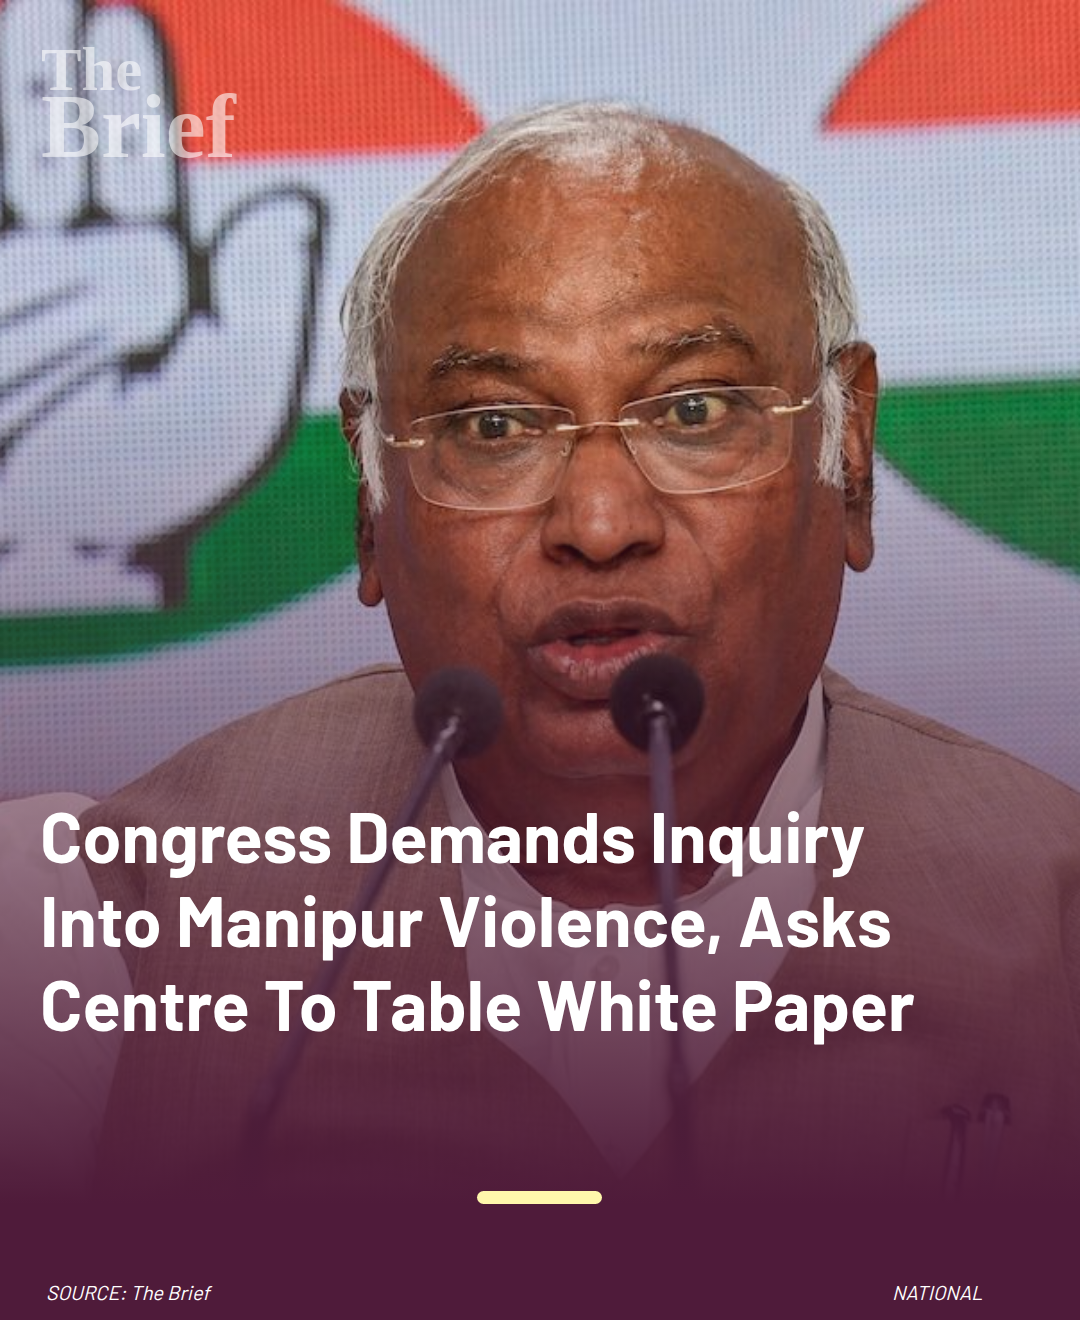 The
Brief
Congress Demands Inquiry
Into Manipur Violence, Asks
Centre To Table White Paper
SOURCE: The Brief
NATIONAL